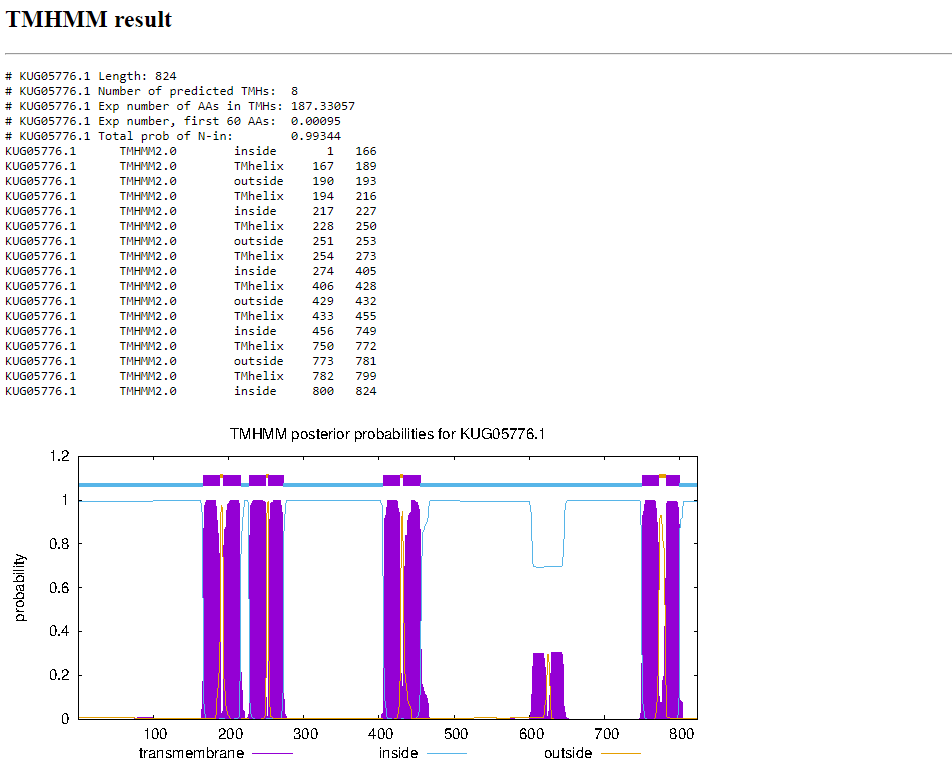 TMHMM result
# KUG05776.1 Length: 824
# KUG05776.1 Number of predicted TMHs: 8
# KUG05776.1 Exp number of AAs in TMHs: 187.33057
# KUG05776.1 Exp number, first 60 AAs: 0.00095
# KUG05776.1 Total prob of N-in: 0.99344
KUG05776.1 TMHMM2.0 inside 1 166
KUG05776.1 TMHMM2.0 TMhelix 167 189
KUG05776.1 TMHMM2.0 outside 190 193
KUG05776.1 TMHMM2.0 TMhelix 194 216
KUG05776.1 TMHMM2.0 inside 217 227
KUG05776.1 TMHMM2.0 TMhelix 228 250
KUG05776.1 TMHMM2.0 outside 251 253
KUG05776.1 TMHMM2.0 TMhelix 254 273
KUG05776.1 TMHMM2.0 inside 274 405
KUG05776.1 TMHMM2.0 TMhelix 406 428
KUG05776.1 TMHMM2.0 outside 429 432
KUG05776.1 TMHMM2.0 TMhelix 433 455
KUG05776.1 TMHMM2.0 inside 456 749
KUG05776.1 TMHMM2.0 TMhelix 750 772
KUG05776.1 TMHMM2.0 outside 773 781
KUG05776.1 TMHMM2.0 TMhelix 782 799
KUG05776.1 TMHMM2.0 inside 800 824
TMHMM posterior probabilities for KUG05776.1
1.2
1
0.8
0.6
0.4
0.2
0
probability
100 200 300 400 500 600 700 800
transmembrane inside outside